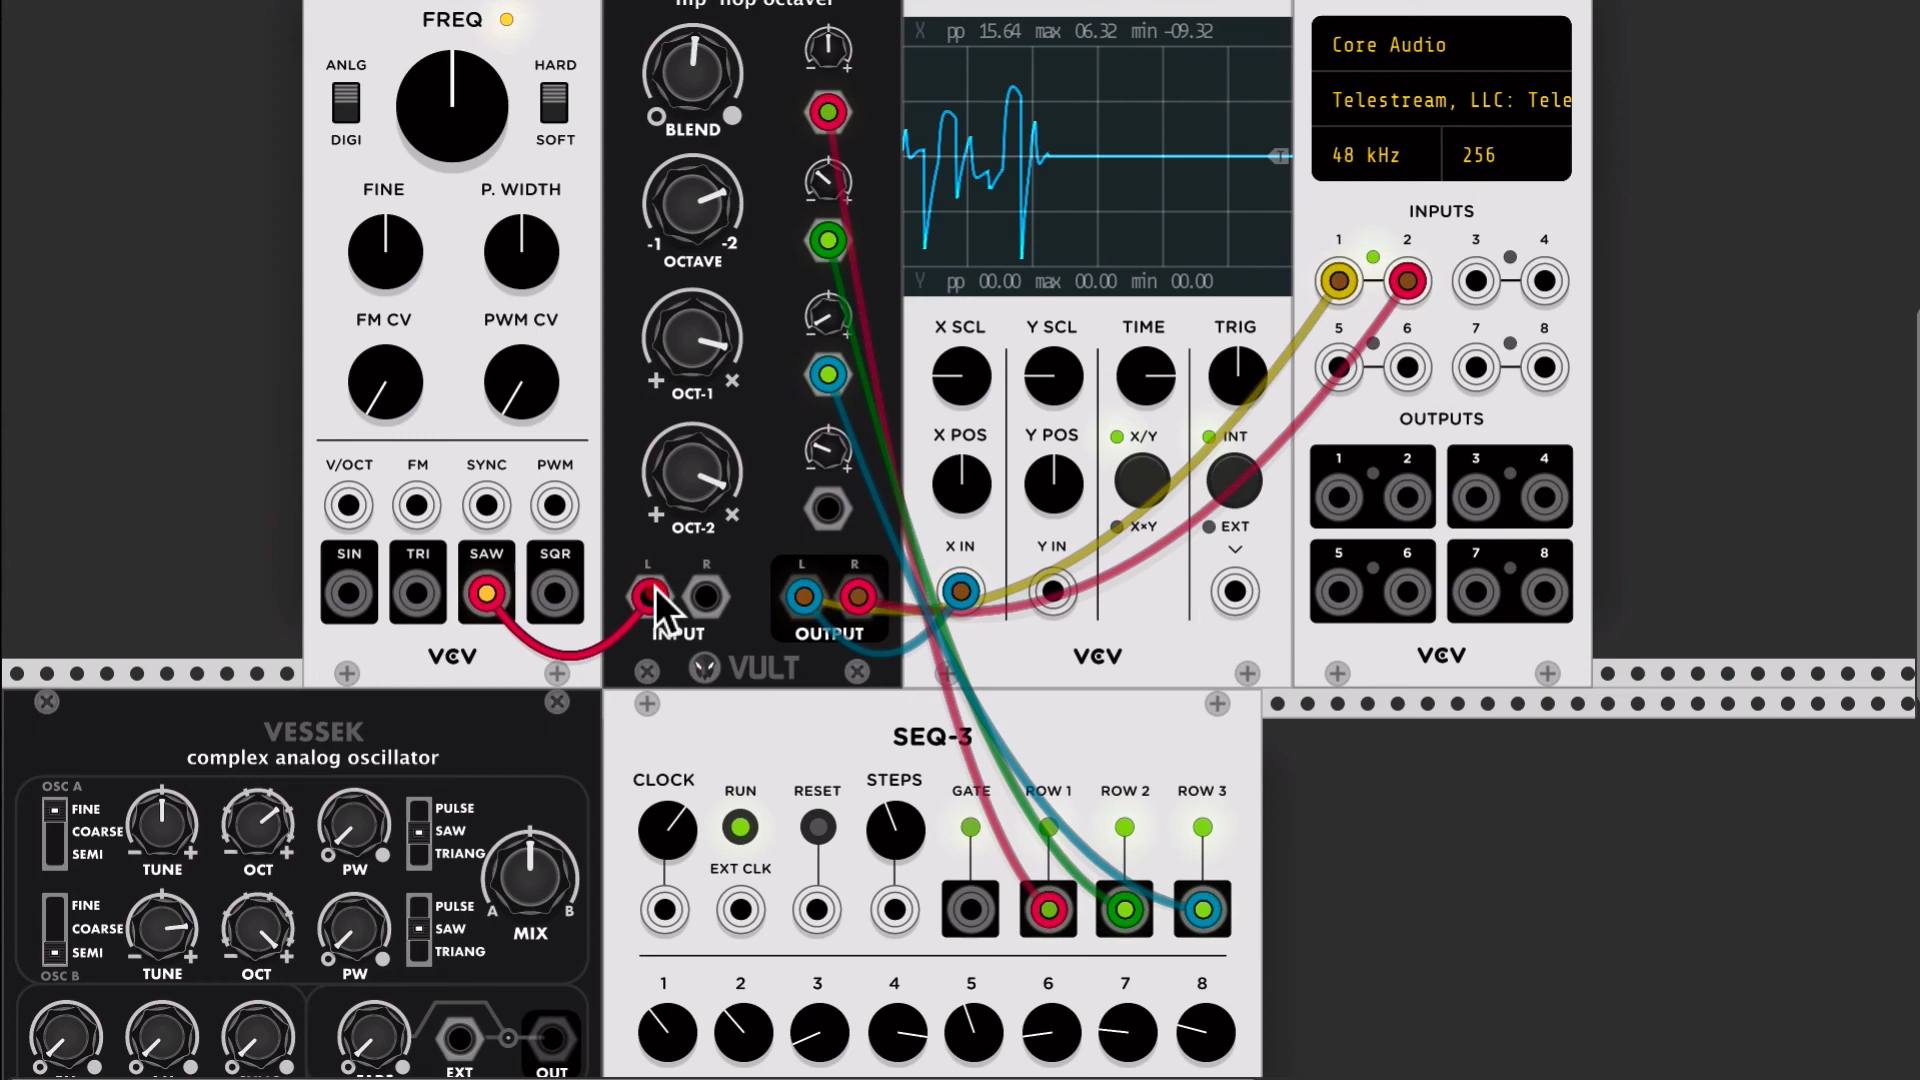 flip-flop octaver
FREQ
ANLG
HARD
DIGI
SOFT
FINE
P. WIDTH
FM CV
PWM CV
V/OCT
FM
SYNC
PWM
SIN
TRI
SAW
SQR
VCV
BLEND
-1 -2
OCTAVE
+ ×
OCT-1
+ ×
OCT-2
L R
INPUT
L R
OUTPUT
VULT
X pp 15.64 max 06.32 min -09.32
T
Y pp 00.00 max 00.00 min 00.00
X SCL
Y SCL
TIME
TRIG
X POS
Y POS
X/Y
INT
X×Y
EXT
X IN
Y IN
VCV
Core Audio
Telestream, LLC: Tele
48 kHz
256
INPUTS
1 2 3 4
5 6 7 8
OUTPUTS
1 2 3 4
5 6 7 8
VCV
VESSEK
complex analog oscillator
OSC A
FINE
COARSE
SEMI
TUNE
OCT
PW
PULSE
SAW
TRIANG
FINE
COARSE
SEMI
OSC B
TUNE
OCT
PW
PULSE
SAW
TRIANG
A B
MIX
EXT
OUT
SEQ-3
CLOCK
RUN
RESET
STEPS
GATE
ROW 1
ROW 2
ROW 3
EXT CLK
1 2 3 4 5 6 7 8